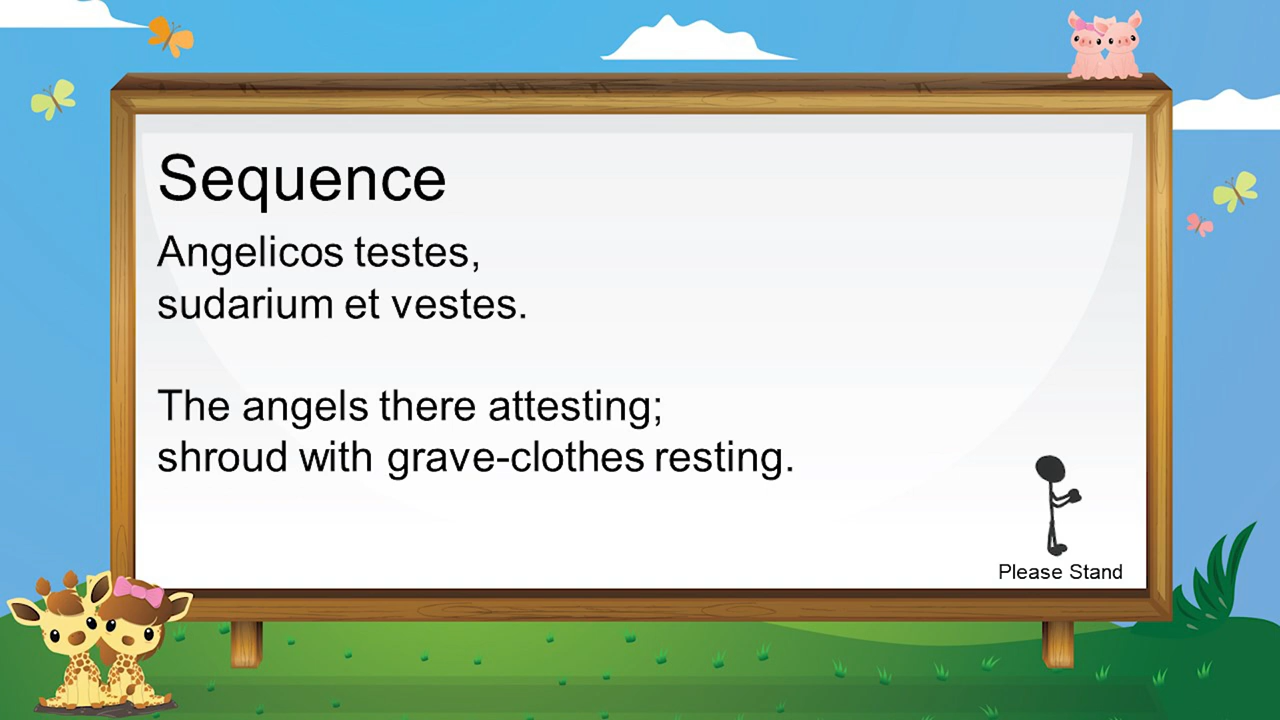 Sequence
Angelicos testes,
sudarium et vestes.
The angels there attesting;
shroud with grave-clothes resting.
Please Stand